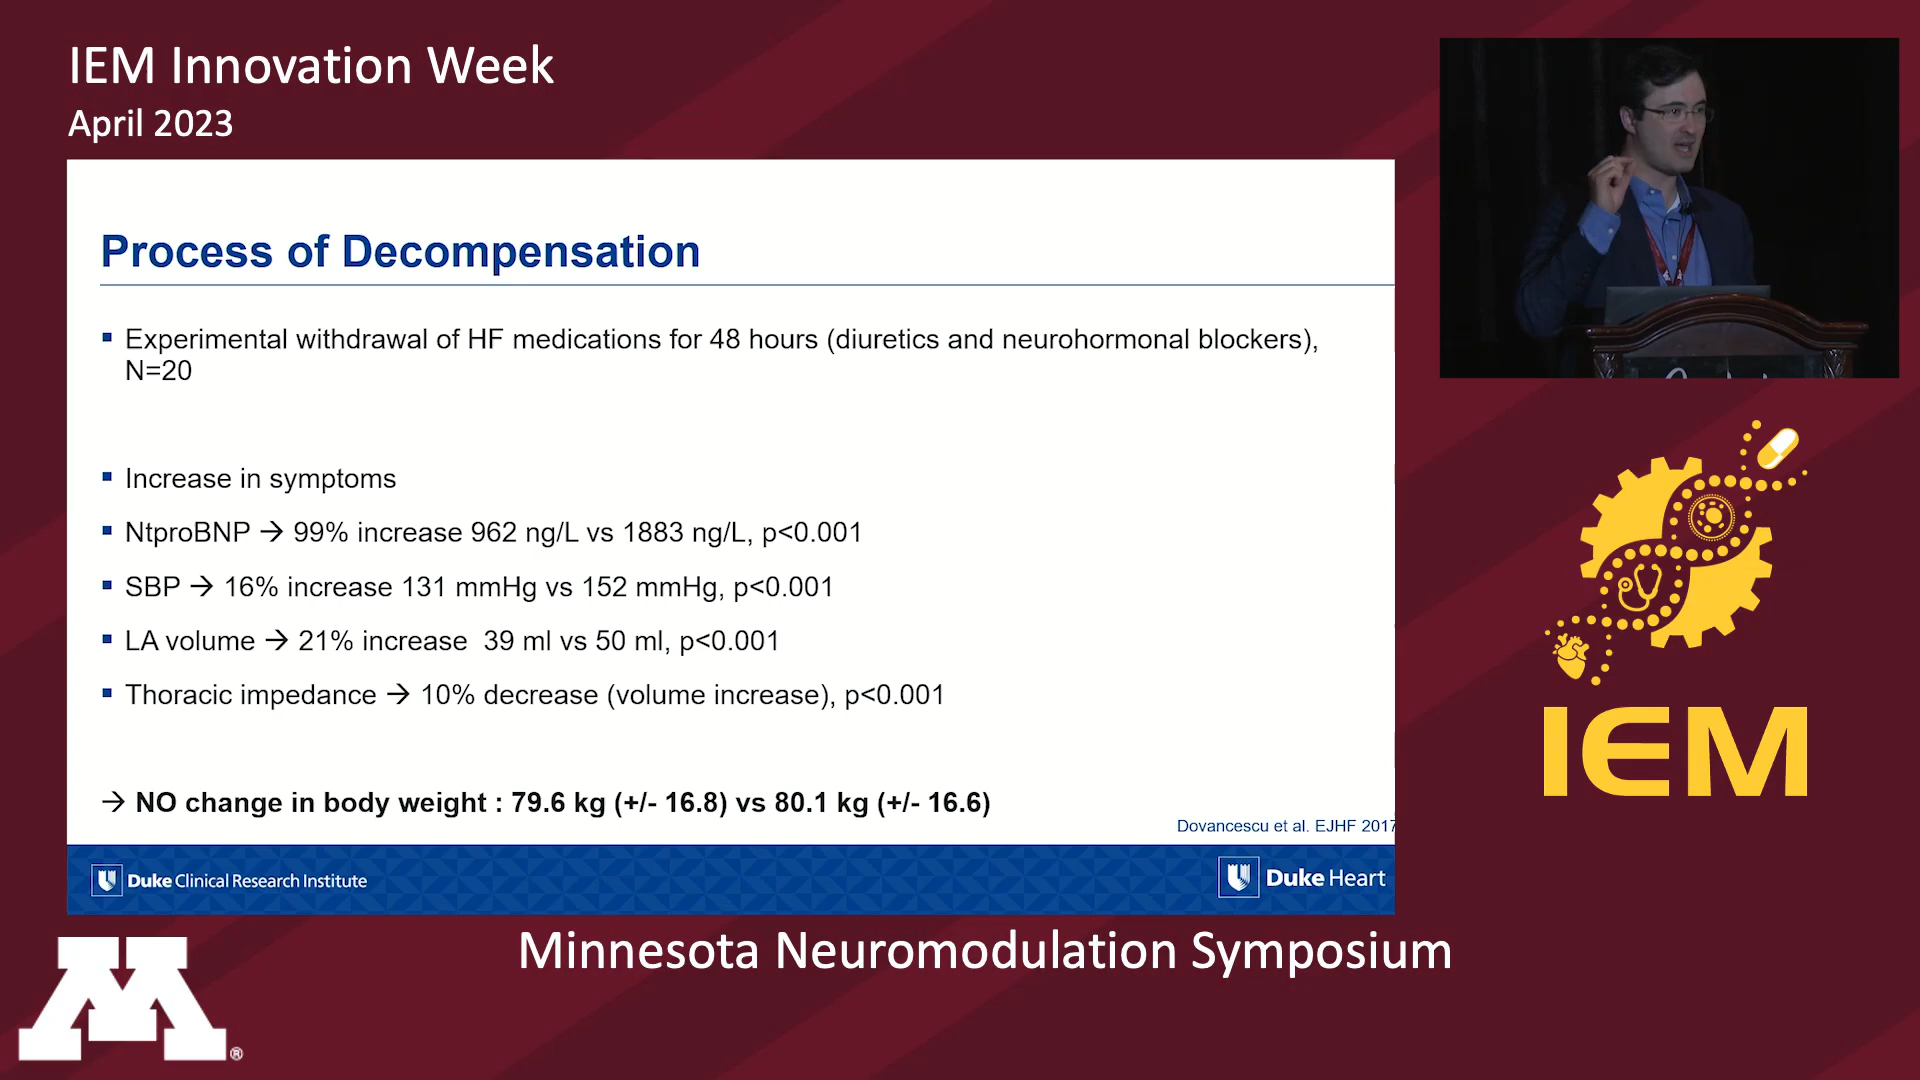 IEM Innovation Week
April 2023
Process of Decompensation
▪ Experimental withdrawal of HF medications for 48 hours (diuretics and neurohormonal blockers),
N=20
▪ Increase in symptoms
▪ NtproBNP → 99% increase 962 ng/L vs 1883 ng/L, p<0.001
▪ SBP → 16% increase 131 mmHg vs 152 mmHg, p<0.001
▪ LA volume → 21% increase  39 ml vs 50 ml, p<0.001
▪ Thoracic impedance → 10% decrease (volume increase), p<0.001
→ NO change in body weight : 79.6 kg (+/- 16.8) vs 80.1 kg (+/- 16.6)
Dovancescu et al. EJHF 2017
Duke Clinical Research Institute
Duke Heart
IEM
Minnesota Neuromodulation Symposium
M®